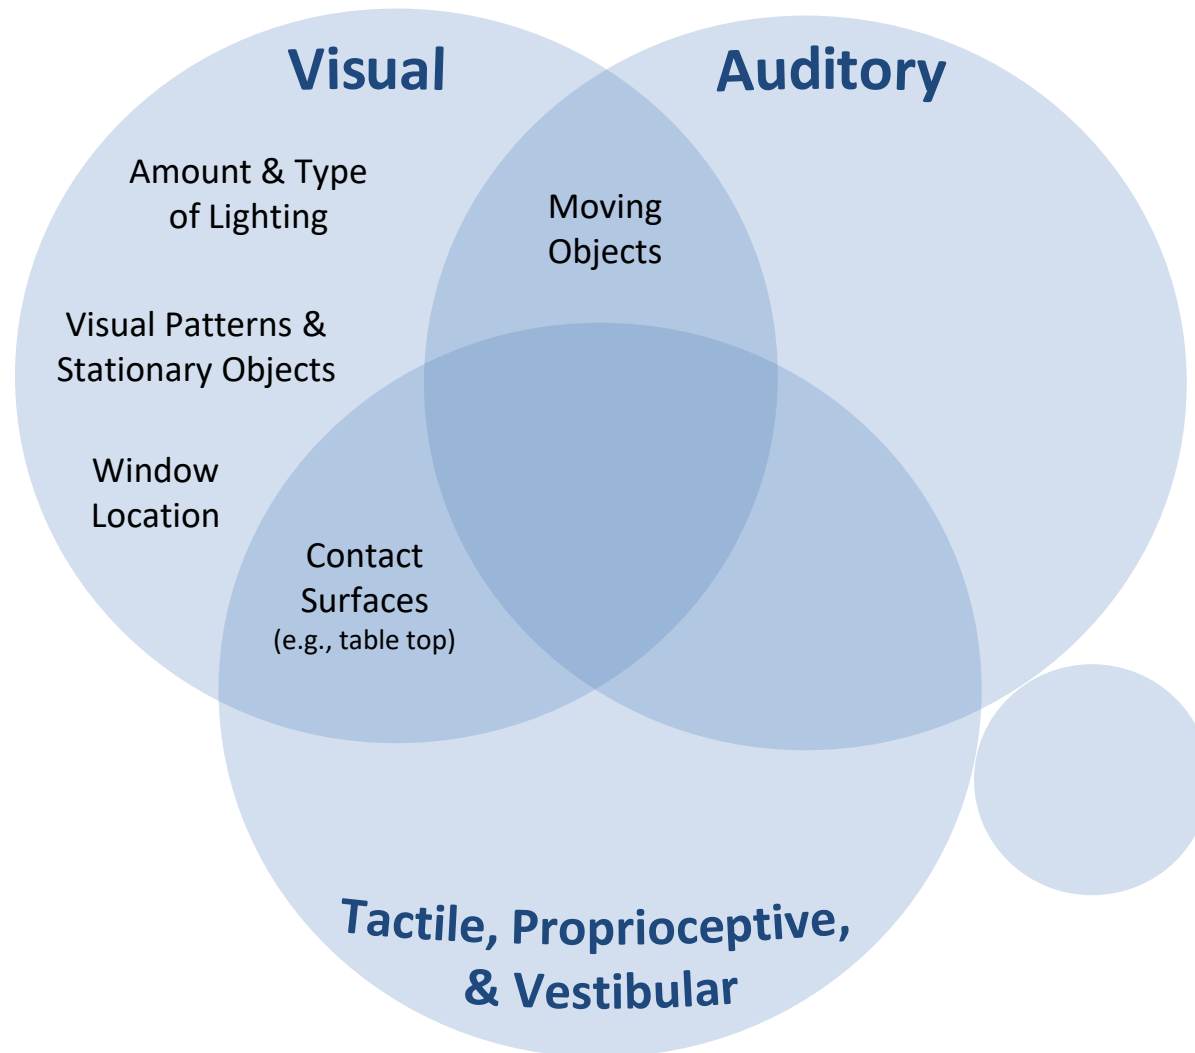 Visual
Auditory
Amount & Type
of Lighting
Moving
Objects
Visual Patterns &
Stationary Objects
Window
Location
Contact
Surfaces
(e.g., table top)
Tactile, Proprioceptive,
& Vestibular